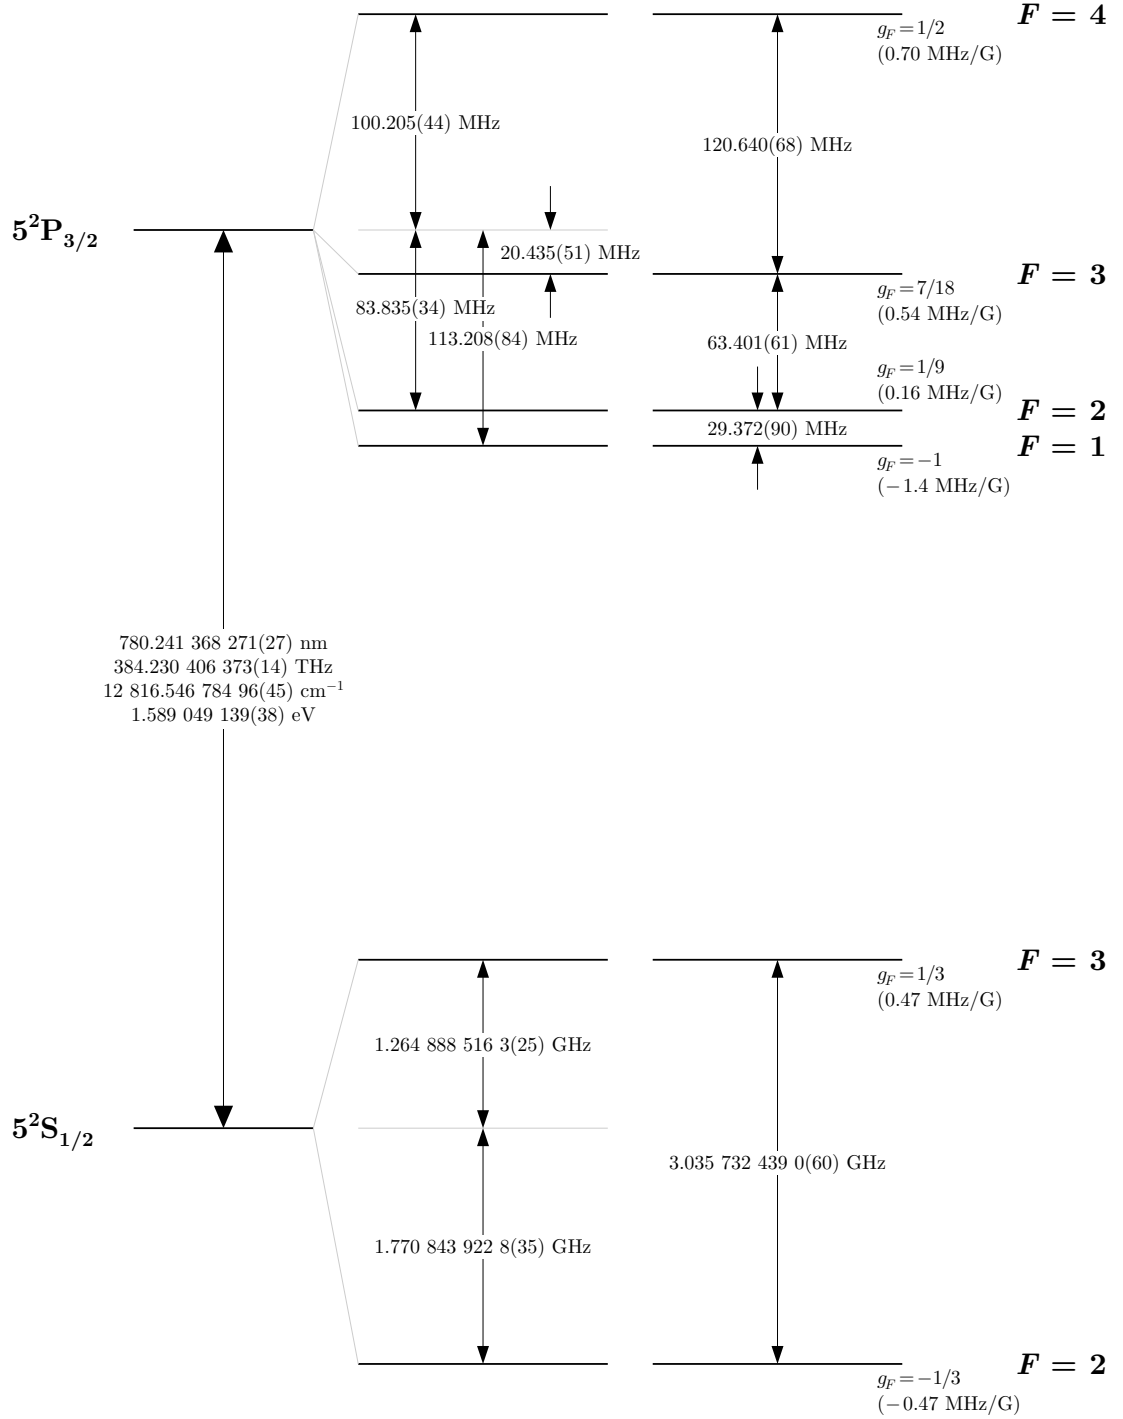 F = 4
g_F = 1/2
(0.70 MHz/G)
100.205(44) MHz
120.640(68) MHz
5²P₃/₂
20.435(51) MHz
F = 3
g_F = 7/18
(0.54 MHz/G)
83.835(34) MHz
113.208(84) MHz
63.401(61) MHz
g_F = 1/9
(0.16 MHz/G)
F = 2
29.372(90) MHz
F = 1
g_F = −1
(−1.4 MHz/G)
780.241 368 271(27) nm
384.230 406 373(14) THz
12 816.546 784 96(45) cm⁻¹
1.589 049 139(38) eV
F = 3
g_F = 1/3
(0.47 MHz/G)
1.264 888 516 3(25) GHz
5²S₁/₂
3.035 732 439 0(60) GHz
1.770 843 922 8(35) GHz
F = 2
g_F = −1/3
(−0.47 MHz/G)